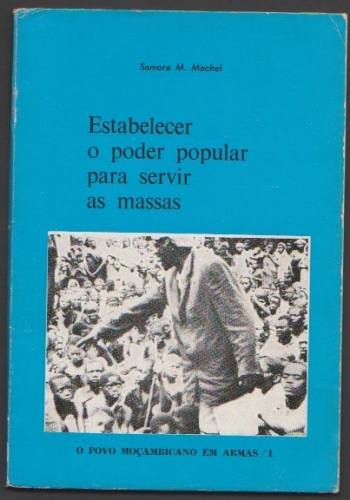 Samora M. Machel
Estabelecer
o poder popular
para servir
as massas
O POVO MOÇAMBICANO EM ARMAS / 1